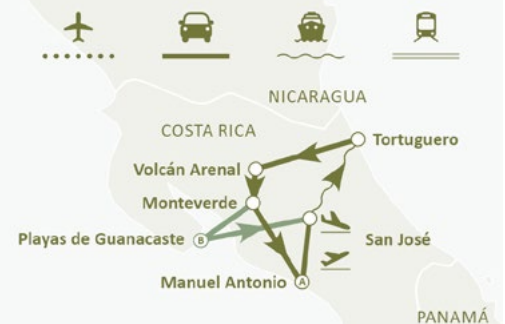 NICARAGUA
COSTA RICA
Tortuguero
Volcán Arenal
Monteverde
Playas de Guanacaste
B
San José
Manuel Antonio
A
PANAMÁ